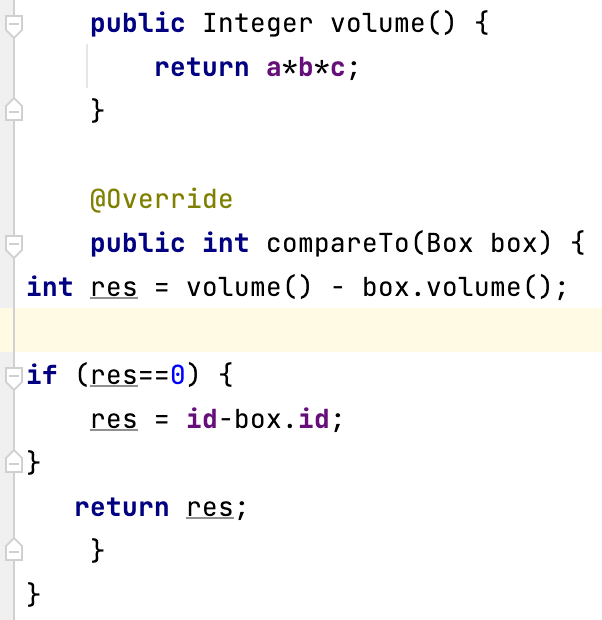 public Integer volume() {
return a*b*c;
}
@Override
public int compareTo(Box box) {
int res = volume() - box.volume();
if (res==0) {
res = id-box.id;
}
return res;
}
}